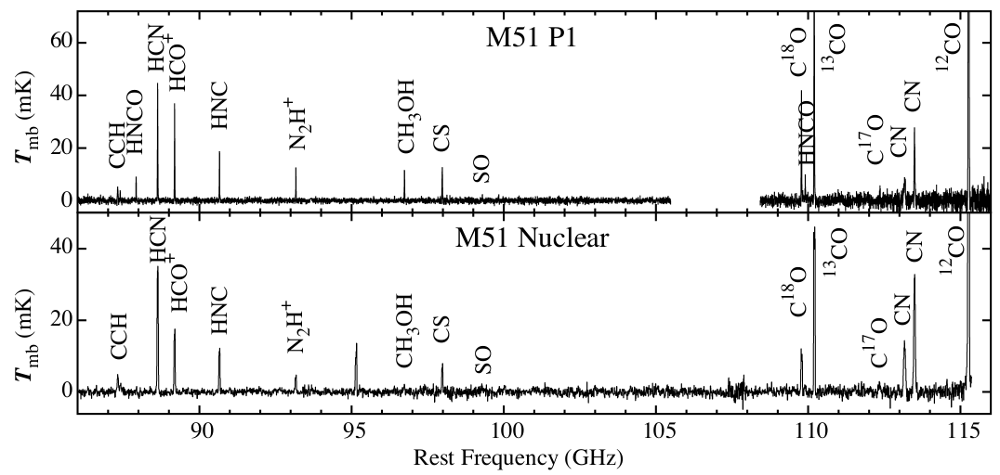 M51 P1
CCH
HNCO
HCN
HCO+
HNC
N2H+
CH3OH
CS
SO
C18O
HNCO
13CO
C17O
CN
CN
12CO
Tmb (mK)
60
40
20
0
M51 Nuclear
CCH
HCN
HCO+
HNC
N2H+
CH3OH
CS
SO
C18O
13CO
C17O
CN
CN
12CO
Tmb (mK)
40
20
0
90 95 100 105 110 115
Rest Frequency (GHz)